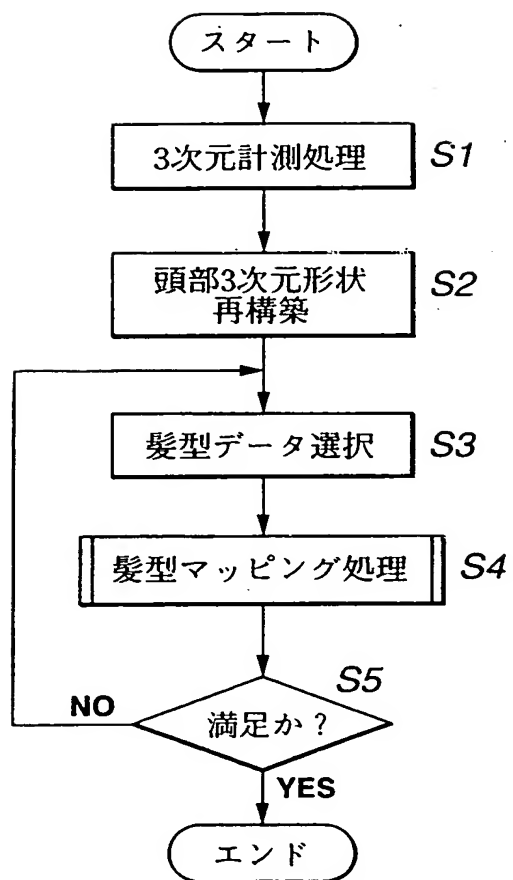 スタート
3次元計測処理
S1
頭部3次元形状
再構築
S2
髪型データ選択
S3
髪型マッピング処理
S4
S5
満足か?
NO
YES
エンド